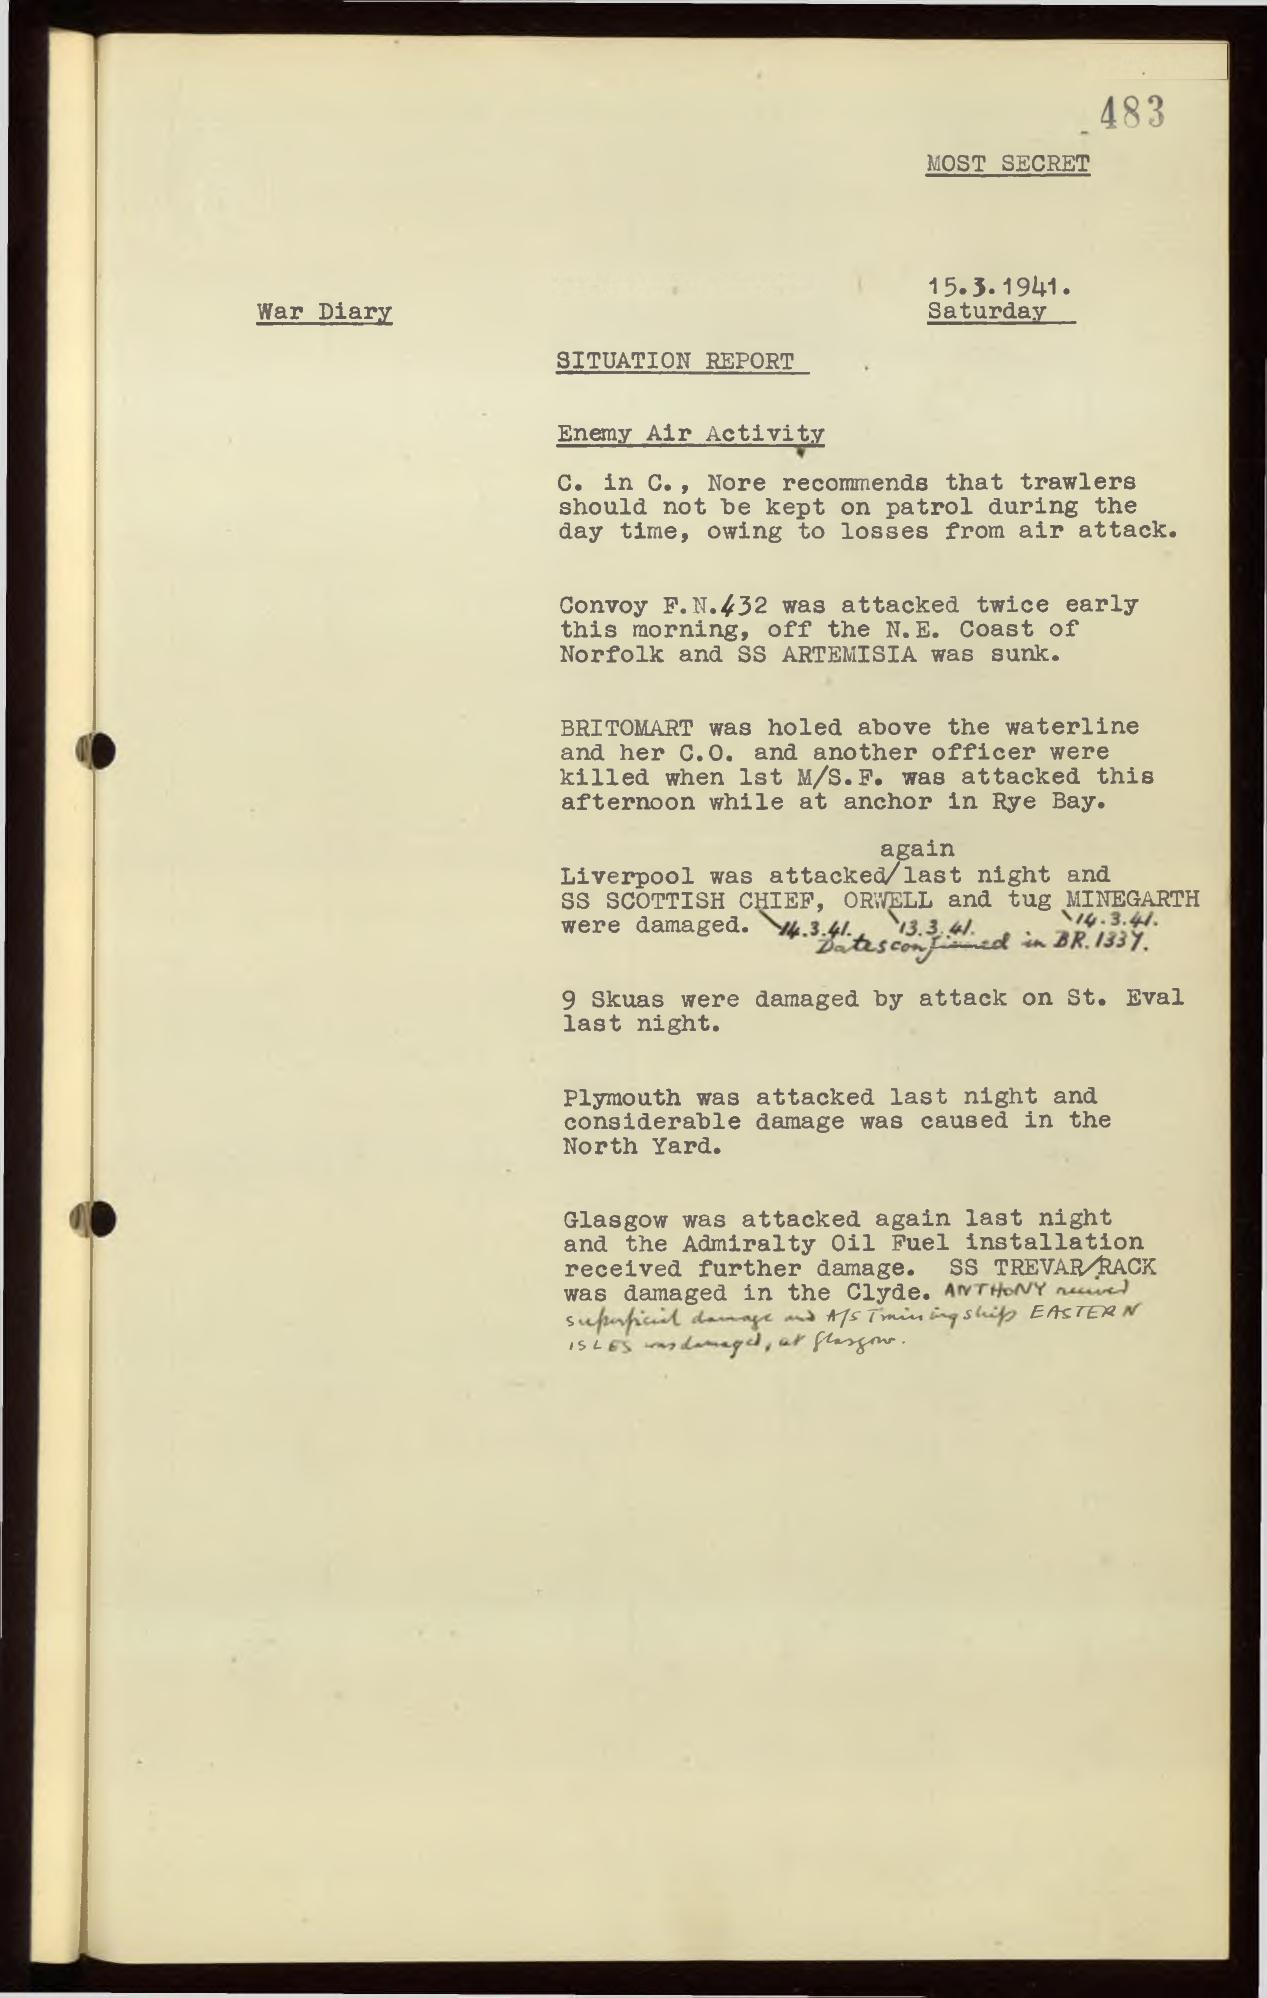 483
MOST SECRET
15.3.1941.
War Diary
Saturday
SITUATION REPORT
Enemy Air Activity
C. in C., Nore recommends that trawlers
should not be kept on patrol during the
day time, owing to losses from air attack.
Convoy F.N.432 was attacked twice early
this morning, off the N.E. Coast of
Norfolk and SS ARTEMISIA was sunk.
BRITOMART was holed above the waterline
and her C.O. and another officer were
killed when 1st M/S.F. was attacked this
afternoon while at anchor in Rye Bay.
again
Liverpool was attacked/last night and
SS SCOTTISH CHIEF, ORWELL and tug MINEGARTH
were damaged. 14.3.41. 13.3.41. 14.3.41.
Dates confirmed in BR.1337.
9 Skuas were damaged by attack on St. Eval
last night.
Plymouth was attacked last night and
considerable damage was caused in the
North Yard.
Glasgow was attacked again last night
and the Admiralty Oil Fuel installation
received further damage. SS TREVAR/RACK
was damaged in the Clyde. ANTHONY received
superficial damage and A/S Training ship EASTERN
ISLES was damaged, at Glasgow.